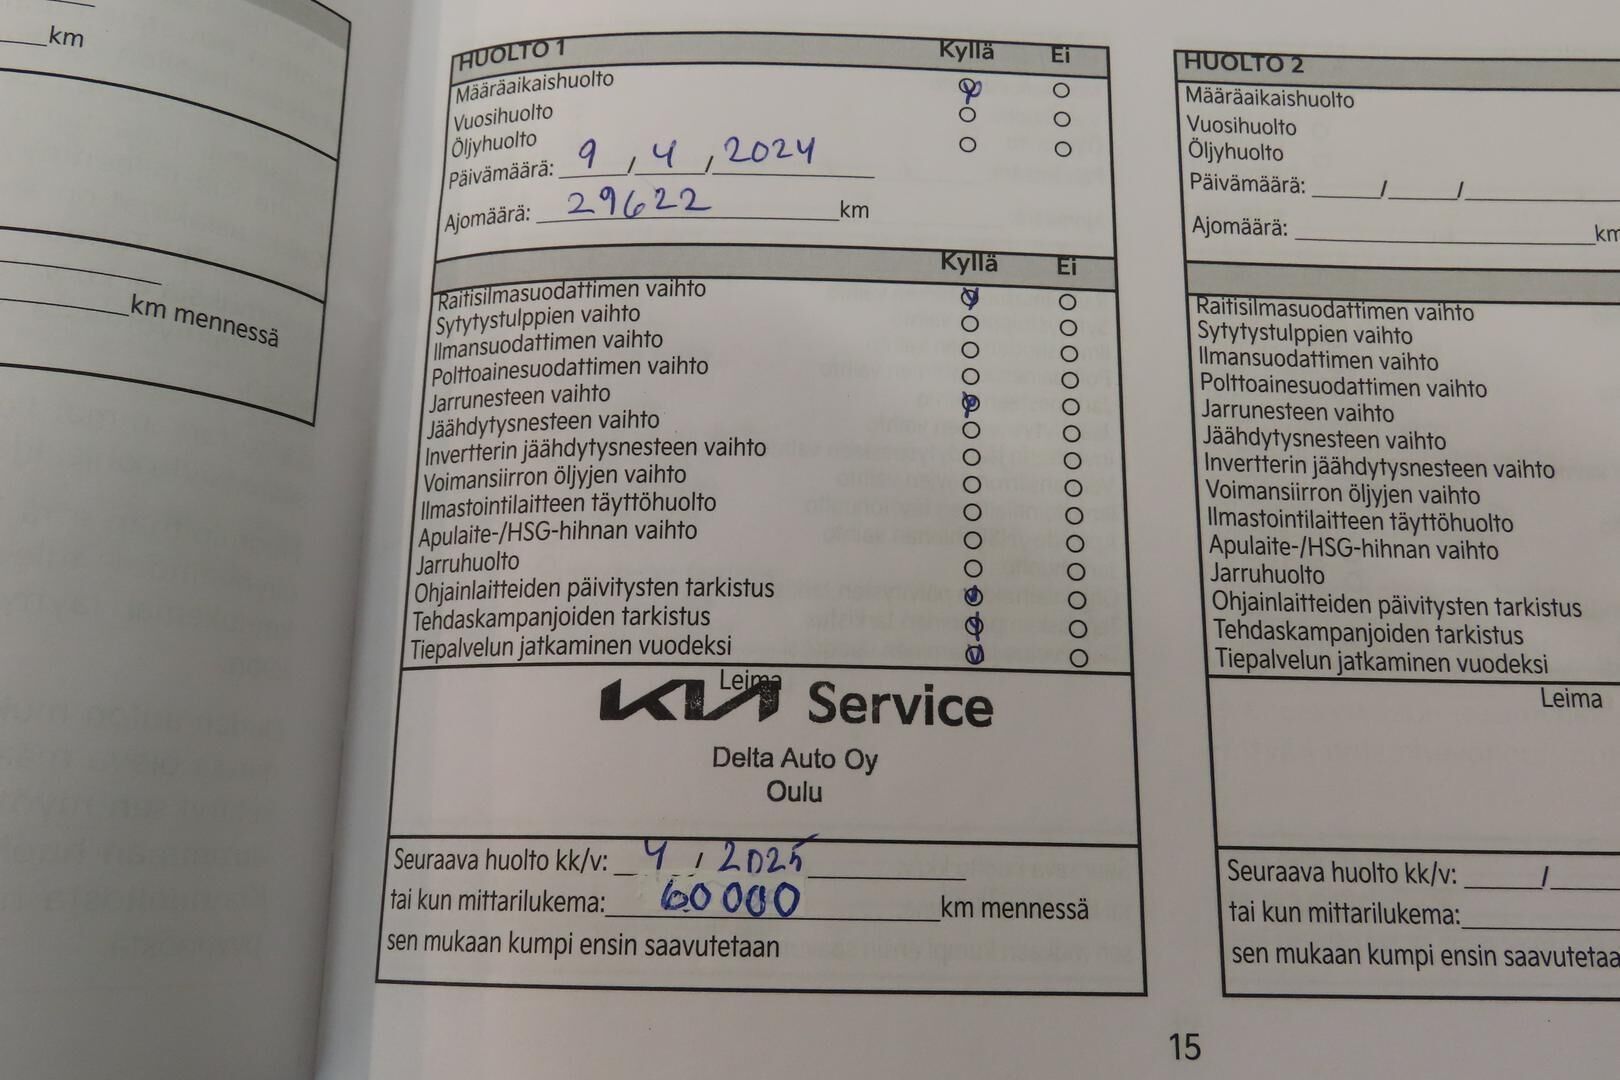 km
km mennessä
HUOLTO 1 Kyllä Ei
Määräaikaishuolto
Vuosihuolto
Öljyhuolto
Päivämäärä: 9 / 4 / 2024
Ajomäärä: 29622 km
Kyllä Ei
Raitisilmasuodattimen vaihto
Sytytystulppien vaihto
Ilmansuodattimen vaihto
Polttoainesuodattimen vaihto
Jarrunesteen vaihto
Jäähdytysnesteen vaihto
Invertterin jäähdytysnesteen vaihto
Voimansiirron öljyjen vaihto
Ilmastointilaitteen täyttöhuolto
Apulaite-/HSG-hihnan vaihto
Jarruhuolto
Ohjainlaitteiden päivitysten tarkistus
Tehdaskampanjoiden tarkistus
Tiepalvelun jatkaminen vuodeksi
Leima
KIA Service
Delta Auto Oy
Oulu
Seuraava huolto kk/v: 4 / 2025
tai kun mittarilukema: 60000 km mennessä
sen mukaan kumpi ensin saavutetaan
HUOLTO 2
Määräaikaishuolto
Vuosihuolto
Öljyhuolto
Päivämäärä: / /
Ajomäärä: km
Raitisilmasuodattimen vaihto
Sytytystulppien vaihto
Ilmansuodattimen vaihto
Polttoainesuodattimen vaihto
Jarrunesteen vaihto
Jäähdytysnesteen vaihto
Invertterin jäähdytysnesteen vaihto
Voimansiirron öljyjen vaihto
Ilmastointilaitteen täyttöhuolto
Apulaite-/HSG-hihnan vaihto
Jarruhuolto
Ohjainlaitteiden päivitysten tarkistus
Tehdaskampanjoiden tarkistus
Tiepalvelun jatkaminen vuodeksi
Leima
Seuraava huolto kk/v: /
tai kun mittarilukema:
sen mukaan kumpi ensin saavutetaa
15